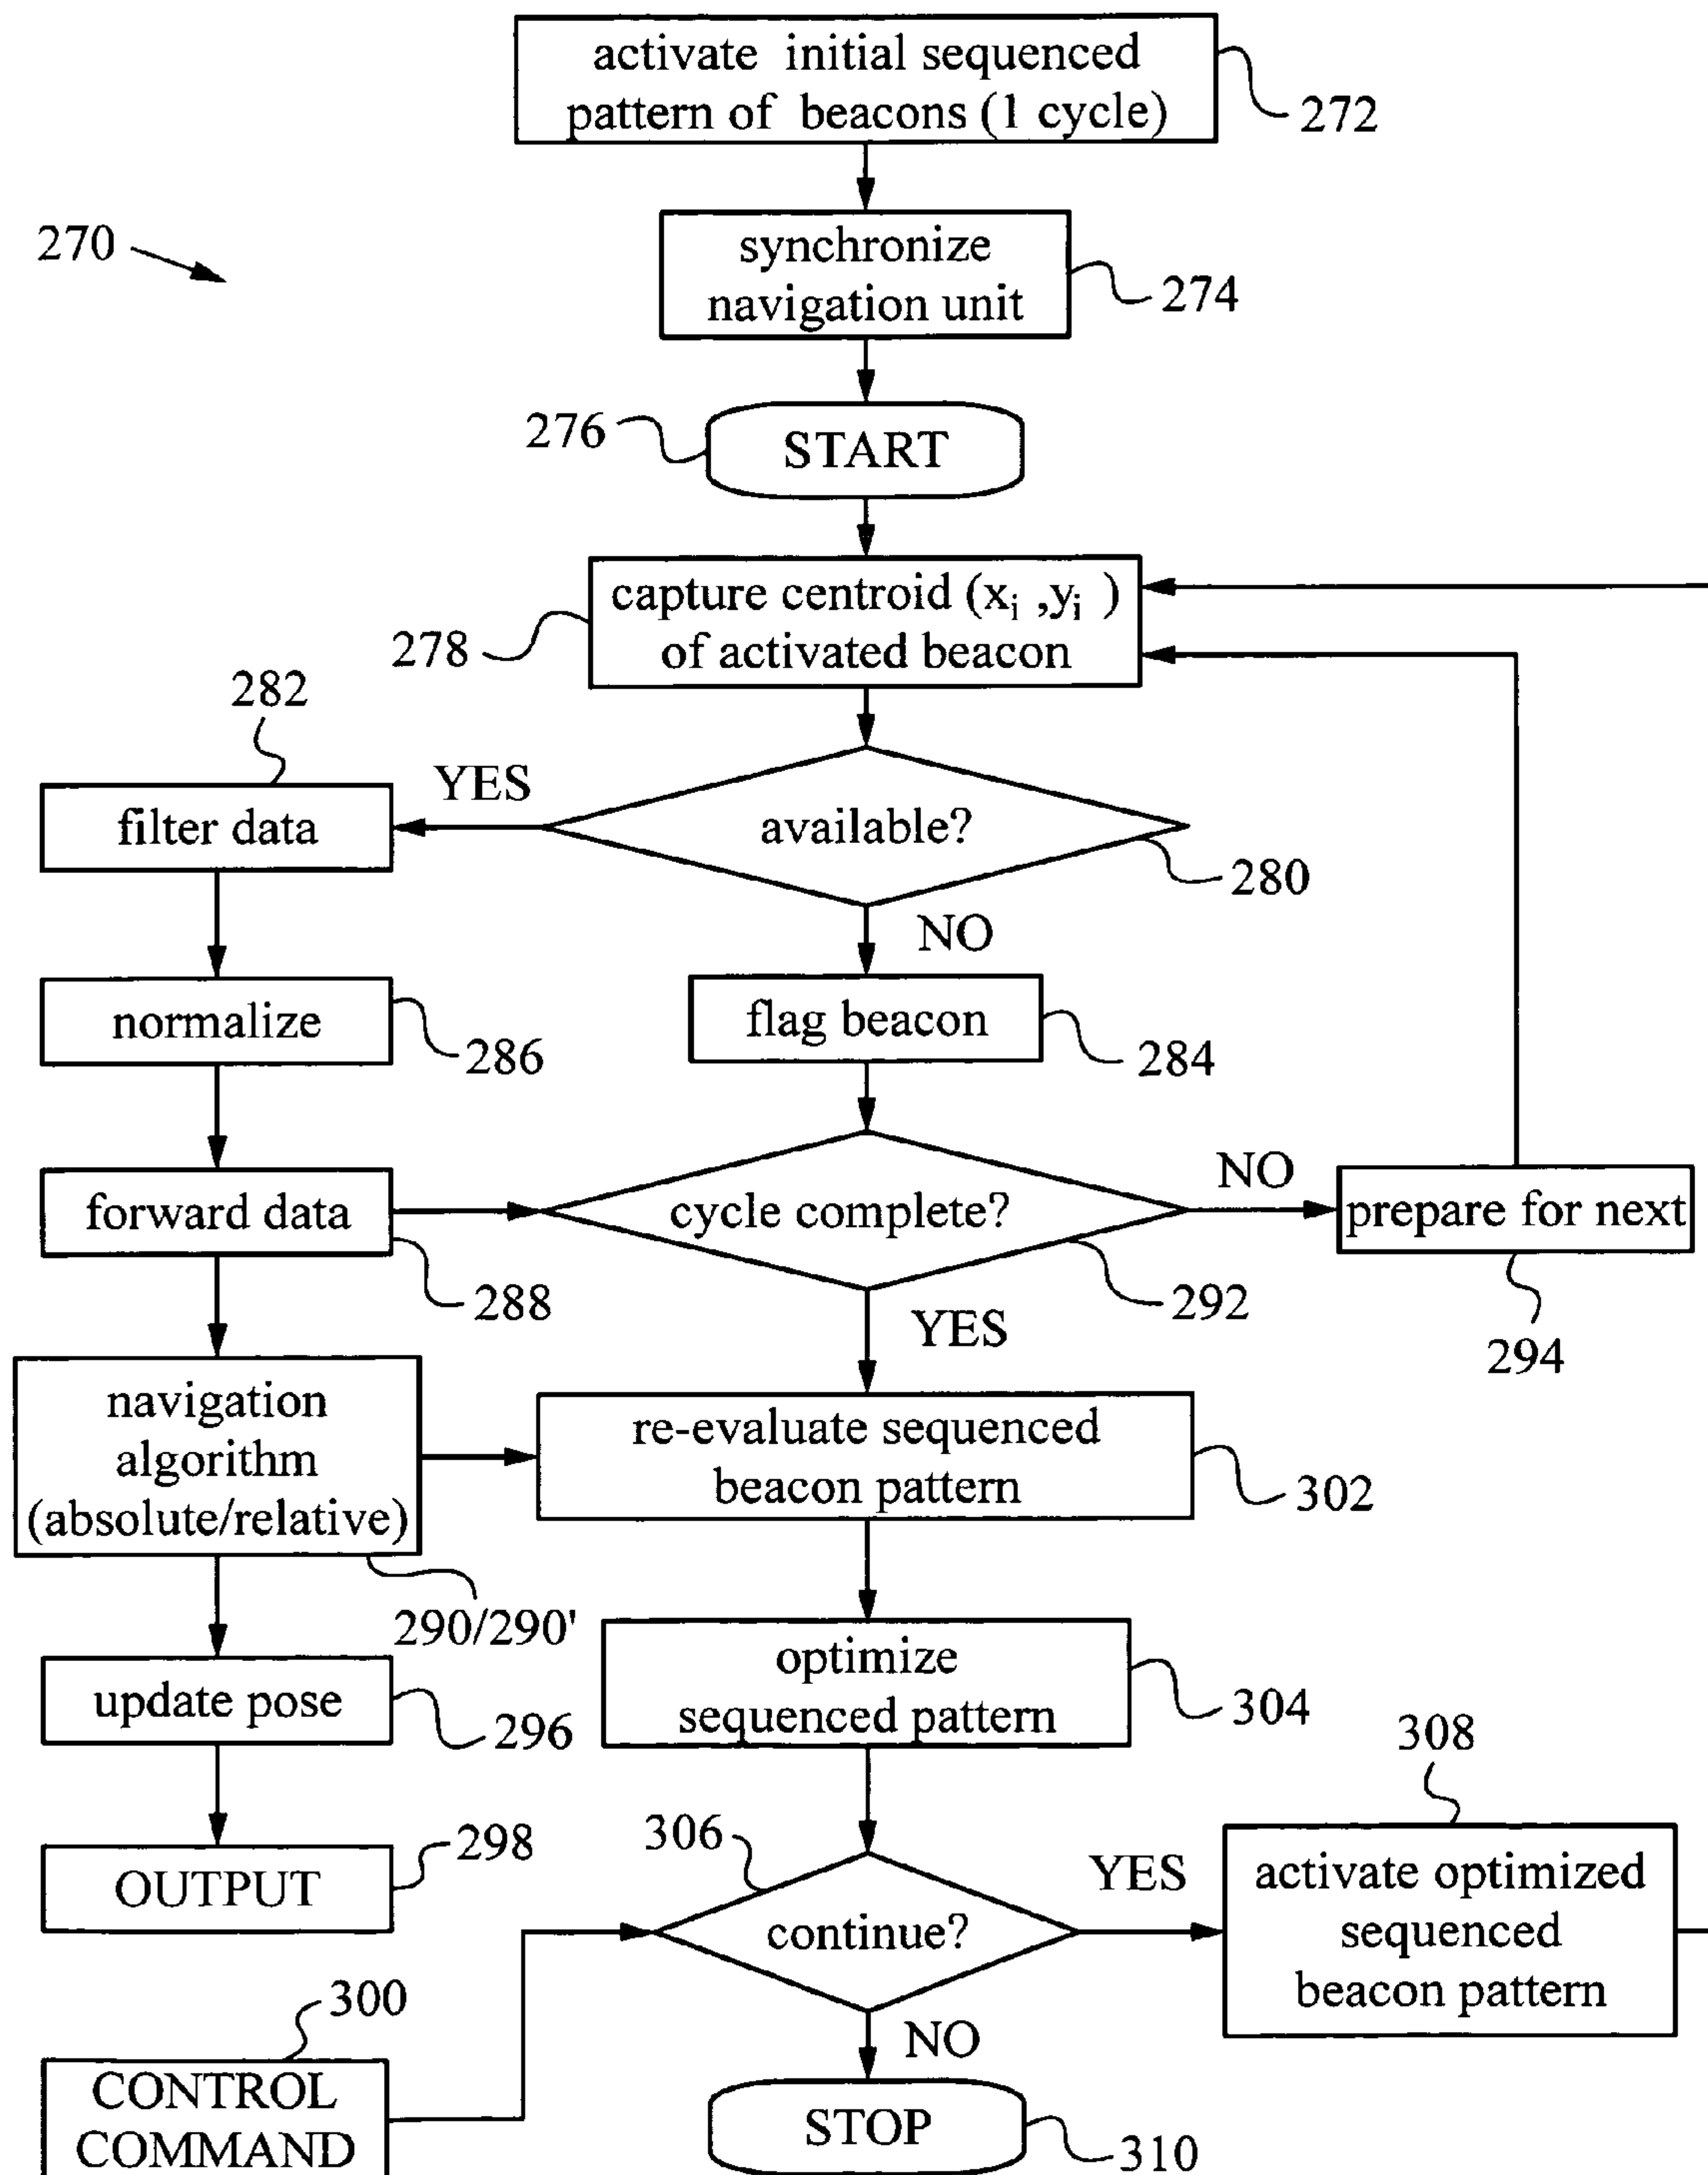 activate initial sequenced
pattern of beacons (1 cycle)
272
270
synchronize
navigation unit
274
276
START
capture centroid (xi ,yi )
of activated beacon
278
282
YES
filter data
available?
280
NO
normalize
286
flag beacon
284
forward data
288
cycle complete?
292
NO
prepare for next
294
YES
navigation
algorithm
(absolute/relative)
290/290'
re-evaluate sequenced
beacon pattern
302
update pose
296
optimize
sequenced pattern
304
308
OUTPUT
298
306
continue?
YES
activate optimized
sequenced
beacon pattern
300
CONTROL
COMMAND
NO
STOP
310